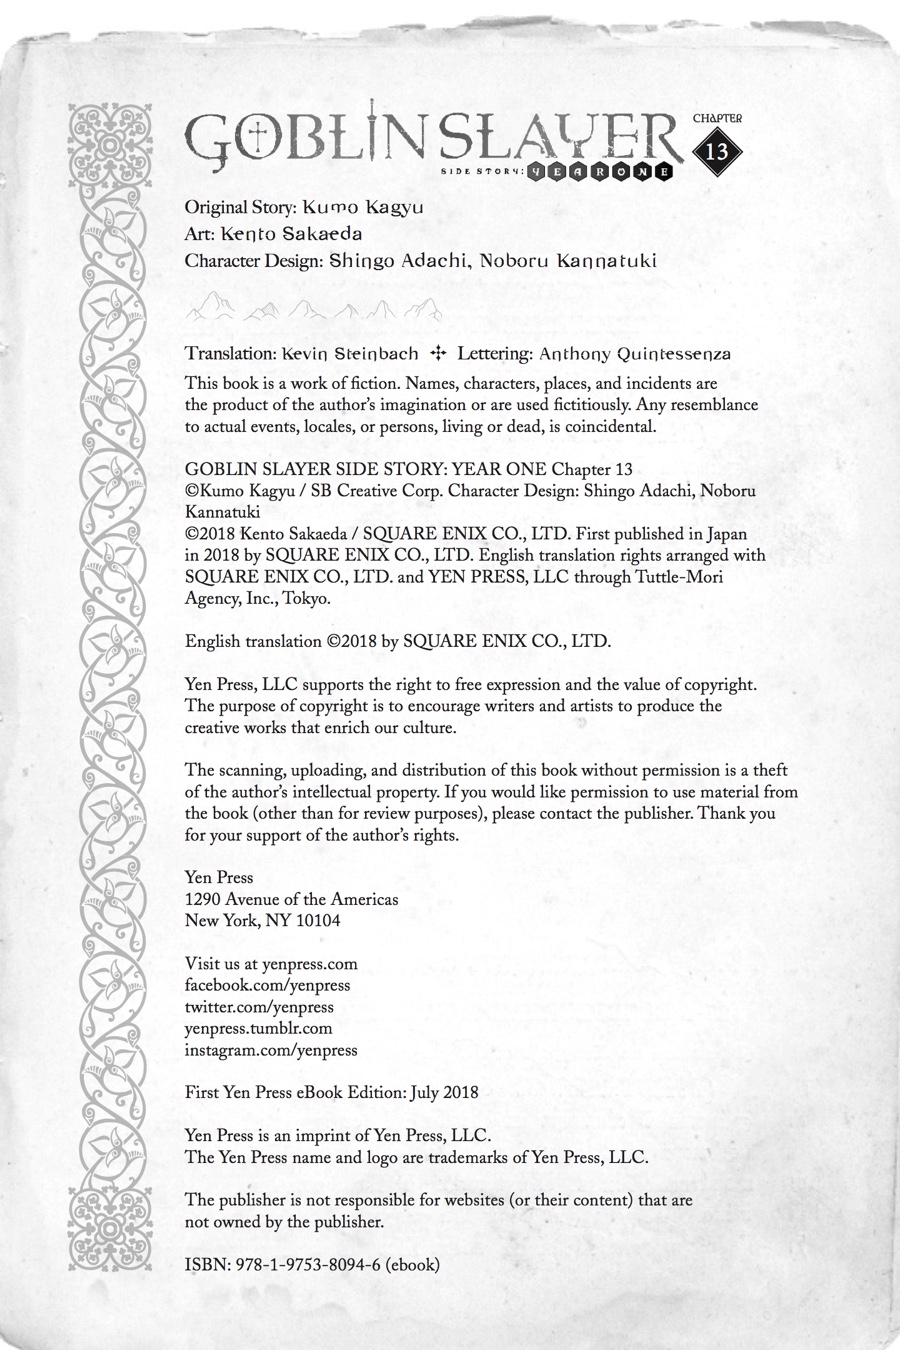 GOBLIN SLAYER
CHAPTER
13
SIDE STORY: YEAR ONE
Original Story: Kumo Kagyu
Art: Kento Sakaeda
Character Design: Shingo Adachi, Noboru Kannatuki
Translation: Kevin Steinbach Lettering: Anthony Quintessenza
This book is a work of fiction. Names, characters, places, and incidents are
the product of the author’s imagination or are used fictitiously. Any resemblance
to actual events, locales, or persons, living or dead, is coincidental.
GOBLIN SLAYER SIDE STORY: YEAR ONE Chapter 13
©Kumo Kagyu / SB Creative Corp. Character Design: Shingo Adachi, Noboru
Kannatuki
©2018 Kento Sakaeda / SQUARE ENIX CO., LTD. First published in Japan
in 2018 by SQUARE ENIX CO., LTD. English translation rights arranged with
SQUARE ENIX CO., LTD. and YEN PRESS, LLC through Tuttle-Mori
Agency, Inc., Tokyo.
English translation ©2018 by SQUARE ENIX CO., LTD.
Yen Press, LLC supports the right to free expression and the value of copyright.
The purpose of copyright is to encourage writers and artists to produce the
creative works that enrich our culture.
The scanning, uploading, and distribution of this book without permission is a theft
of the author’s intellectual property. If you would like permission to use material from
the book (other than for review purposes), please contact the publisher. Thank you
for your support of the author’s rights.
Yen Press
1290 Avenue of the Americas
New York, NY 10104
Visit us at yenpress.com
facebook.com/yenpress
twitter.com/yenpress
yenpress.tumblr.com
instagram.com/yenpress
First Yen Press eBook Edition: July 2018
Yen Press is an imprint of Yen Press, LLC.
The Yen Press name and logo are trademarks of Yen Press, LLC.
The publisher is not responsible for websites (or their content) that are
not owned by the publisher.
ISBN: 978-1-9753-8094-6 (ebook)